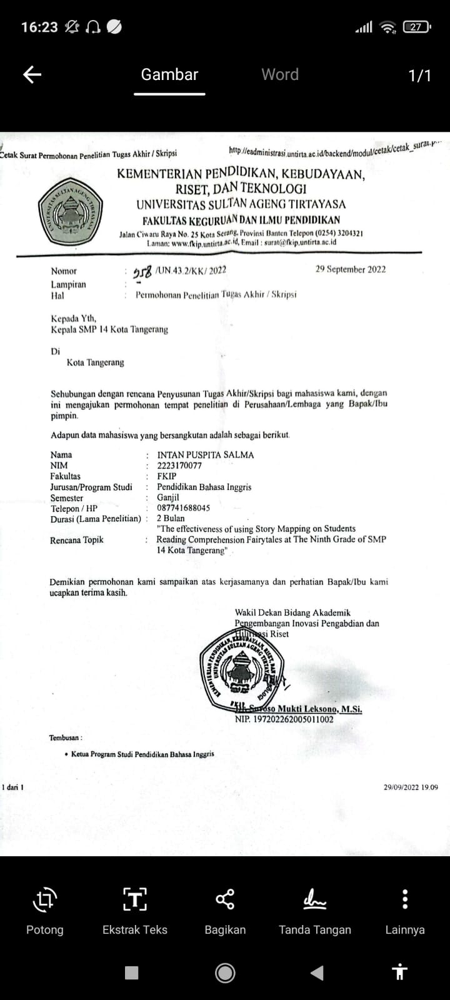 16:23
27
Gambar
Word
1/1
Cetak Surat Permohonan Penelitian Tugas Akhir / Skripsi
http://eadministrasi.untirta.ac.id/backend/modul/cetak/cetak_surat.p...
KEMENTERIAN PENDIDIKAN, KEBUDAYAAN,
RISET, DAN TEKNOLOGI
UNIVERSITAS SULTAN AGENG TIRTAYASA
FAKULTAS KEGURUAN DAN ILMU PENDIDIKAN
Jalan Ciwaru Raya No. 25 Kota Serang, Provinsi Banten Telepon (0254) 3204321
Laman: www.fkip.untirta.ac.id, Email : surat@fkip.untirta.ac.id
UNIVERSITAS SULTAN AGENG TIRTAYASA
Nomor : 958 /UN.43.2/KK/ 2022 29 September 2022
Lampiran : -
Hal : Permohonan Penelitian Tugas Akhir / Skripsi
Kepada Yth,
Kepala SMP 14 Kota Tangerang
Di
Kota Tangerang
Sehubungan dengan rencana Penyusunan Tugas Akhir/Skripsi bagi mahasiswa kami, dengan
ini mengajukan permohonan tempat penelitian di Perusahaan/Lembaga yang Bapak/Ibu
pimpin.
Adapun data mahasiswa yang bersangkutan adalah sebagai berikut.
Nama : INTAN PUSPITA SALMA
NIM : 2223170077
Fakultas : FKIP
Jurusan/Program Studi : Pendidikan Bahasa Inggris
Semester : Ganjil
Telepon / HP : 087741688045
Durasi (Lama Penelitian) : 2 Bulan
"The effectiveness of using Story Mapping on Students
Rencana Topik : Reading Comprehension Fairytales at The Ninth Grade of SMP
14 Kota Tangerang"
Demikian permohonan kami sampaikan atas kerjasamanya dan perhatian Bapak/Ibu kami
ucapkan terima kasih.
Wakil Dekan Bidang Akademik
Pengembangan Inovasi Pengabdian dan
Hilirisasi Riset
KEMENTERIAN PENDIDIKAN, KEBUDAYAAN, RISET, DAN TEKNOLOGI
UNIVERSITAS SULTAN AGENG TIRTAYASA
FKIP
Suroso Mukti Leksono, M.Si.
NIP. 197202262005011002
Tembusan :
• Ketua Program Studi Pendidikan Bahasa Inggris
1 dari 1
29/09/2022 19.09
Potong
Ekstrak Teks
Bagikan
Tanda Tangan
Lainnya